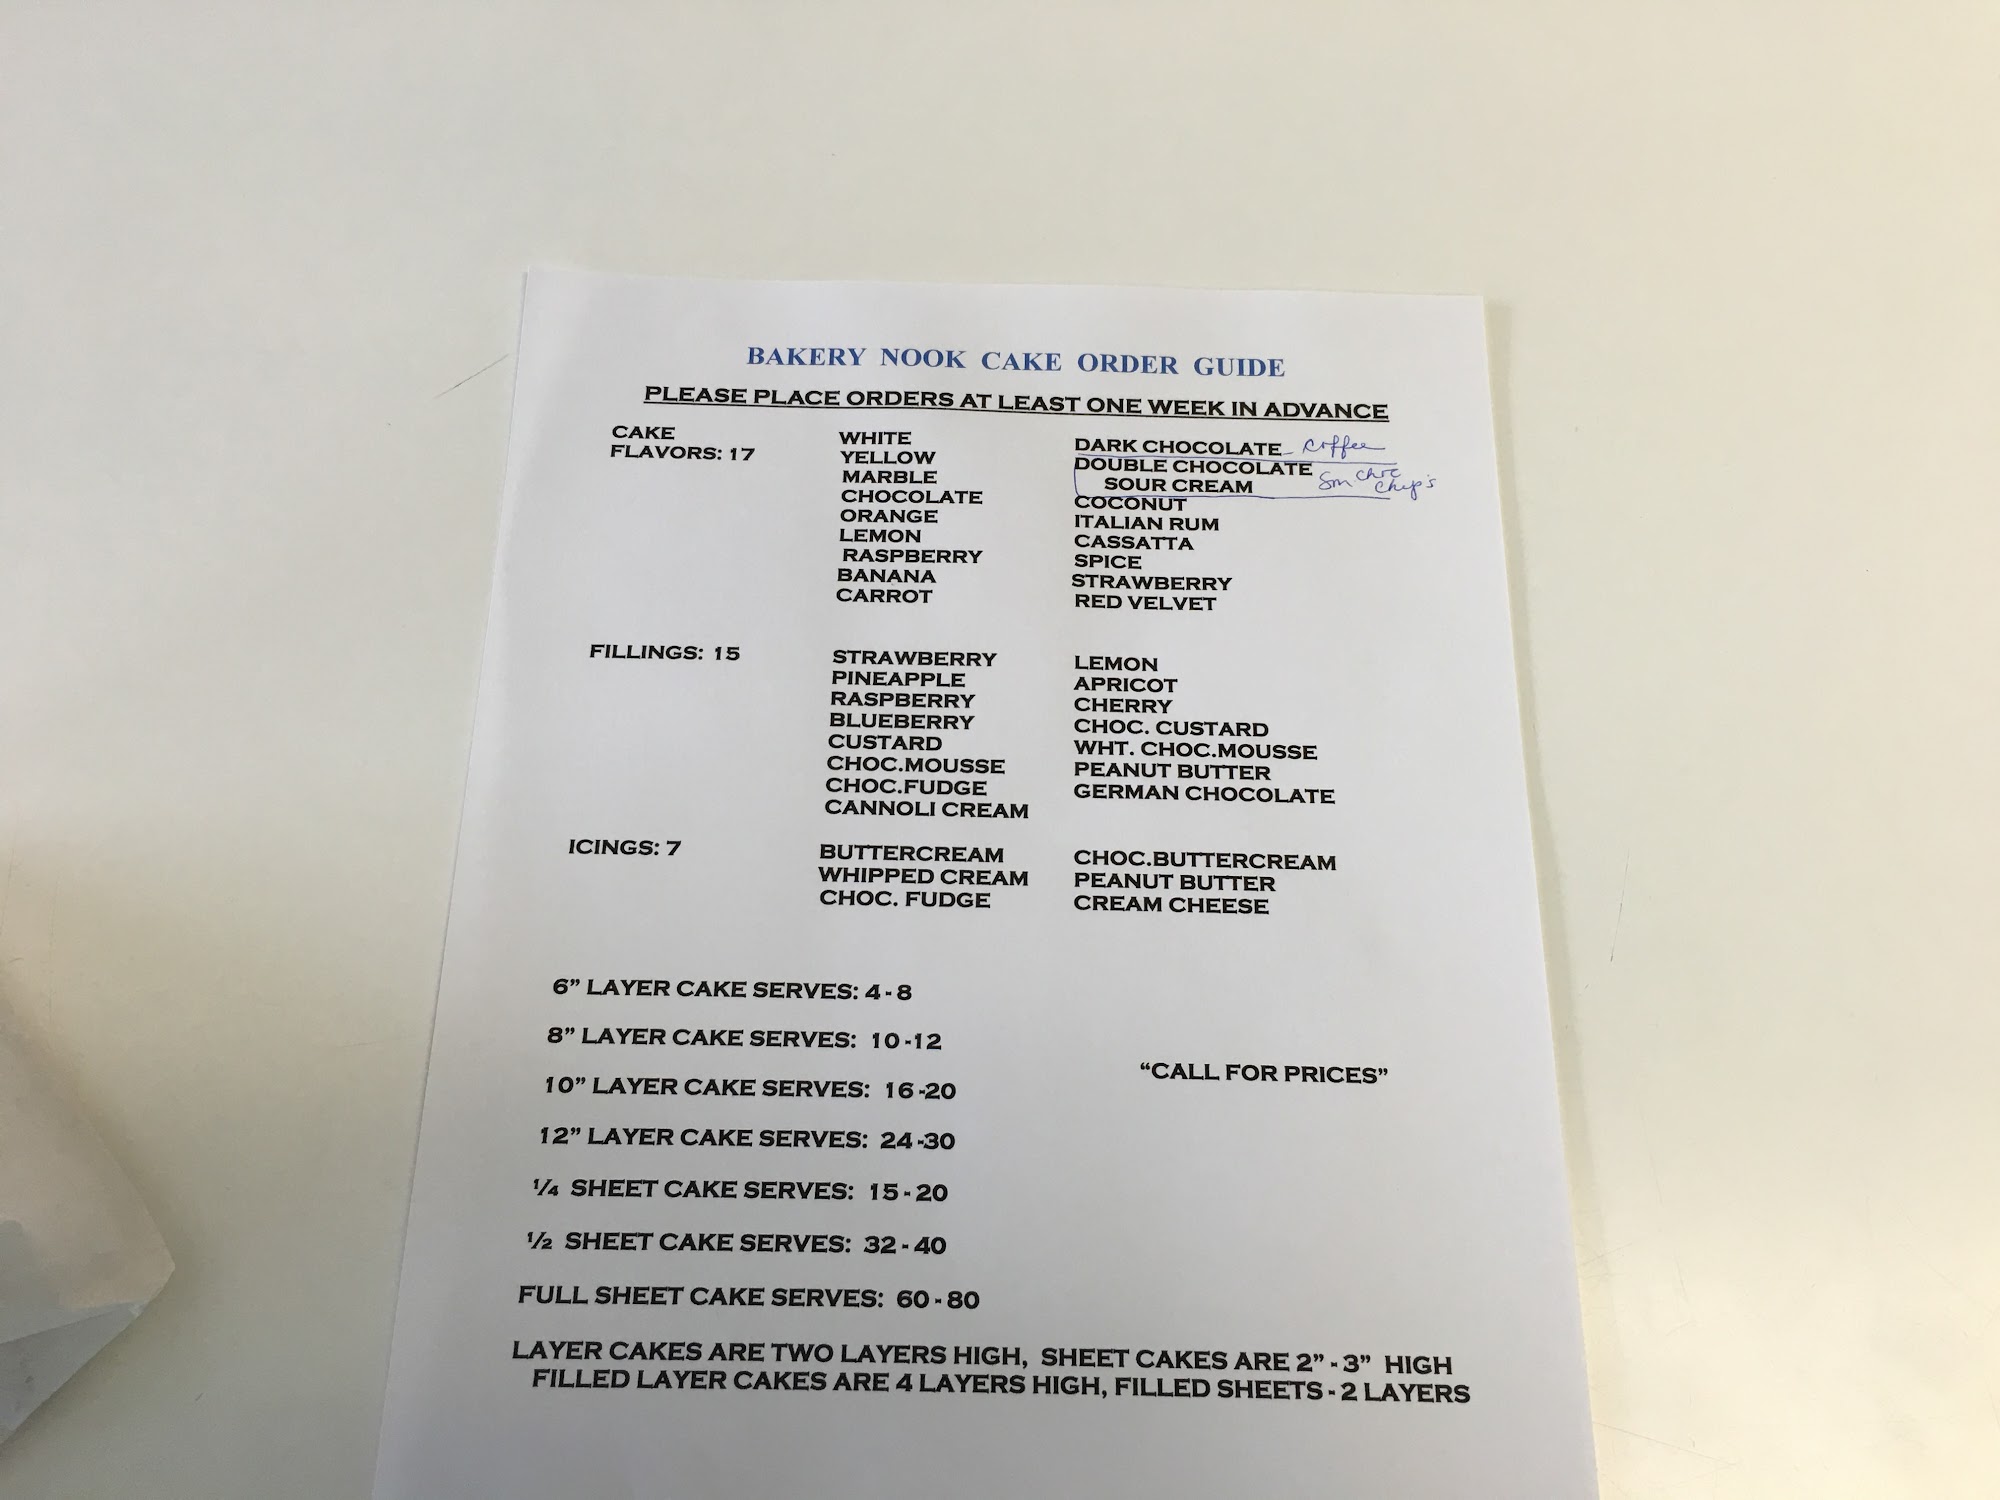 BAKERY NOOK CAKE ORDER GUIDE
PLEASE PLACE ORDERS AT LEAST ONE WEEK IN ADVANCE
CAKE
FLAVORS: 17
WHITE
YELLOW
MARBLE
CHOCOLATE
ORANGE
LEMON
RASPBERRY
BANANA
CARROT
DARK CHOCOLATE - coffee
DOUBLE CHOCOLATE
SOUR CREAM
Sm choc
chip's
COCONUT
ITALIAN RUM
CASSATTA
SPICE
STRAWBERRY
RED VELVET
FILLINGS: 15
STRAWBERRY
PINEAPPLE
RASPBERRY
BLUEBERRY
CUSTARD
CHOC.MOUSSE
CHOC.FUDGE
CANNOLI CREAM
LEMON
APRICOT
CHERRY
CHOC. CUSTARD
WHT. CHOC.MOUSSE
PEANUT BUTTER
GERMAN CHOCOLATE
ICINGS: 7
BUTTERCREAM
WHIPPED CREAM
CHOC. FUDGE
CHOC.BUTTERCREAM
PEANUT BUTTER
CREAM CHEESE
6" LAYER CAKE SERVES: 4 - 8
8" LAYER CAKE SERVES: 10 -12
10" LAYER CAKE SERVES: 16 -20
12" LAYER CAKE SERVES: 24 -30
¼ SHEET CAKE SERVES: 15 - 20
½ SHEET CAKE SERVES: 32 - 40
FULL SHEET CAKE SERVES: 60 - 80
"CALL FOR PRICES"
LAYER CAKES ARE TWO LAYERS HIGH, SHEET CAKES ARE 2" - 3" HIGH
FILLED LAYER CAKES ARE 4 LAYERS HIGH, FILLED SHEETS - 2 LAYERS